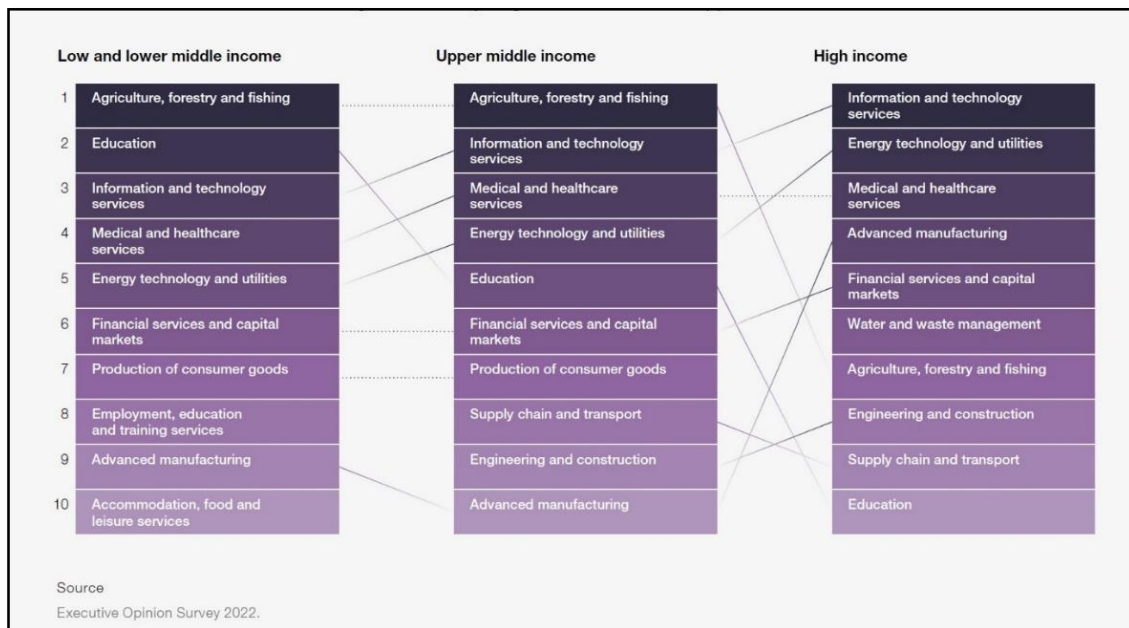 Low and lower middle income
Upper middle income
High income
1
Agriculture, forestry and fishing
2
Education
3
Information and technology
services
4
Medical and healthcare
services
5
Energy technology and utilities
6
Financial services and capital
markets
7
Production of consumer goods
8
Employment, education
and training services
9
Advanced manufacturing
10
Accommodation, food and
leisure services
Agriculture, forestry and fishing
Information and technology
services
Medical and healthcare
services
Energy technology and utilities
Education
Financial services and capital
markets
Production of consumer goods
Supply chain and transport
Engineering and construction
Advanced manufacturing
Information and technology
services
Energy technology and utilities
Medical and healthcare
services
Advanced manufacturing
Financial services and capital
markets
Water and waste management
Agriculture, forestry and fishing
Engineering and construction
Supply chain and transport
Education
Source
Executive Opinion Survey 2022.